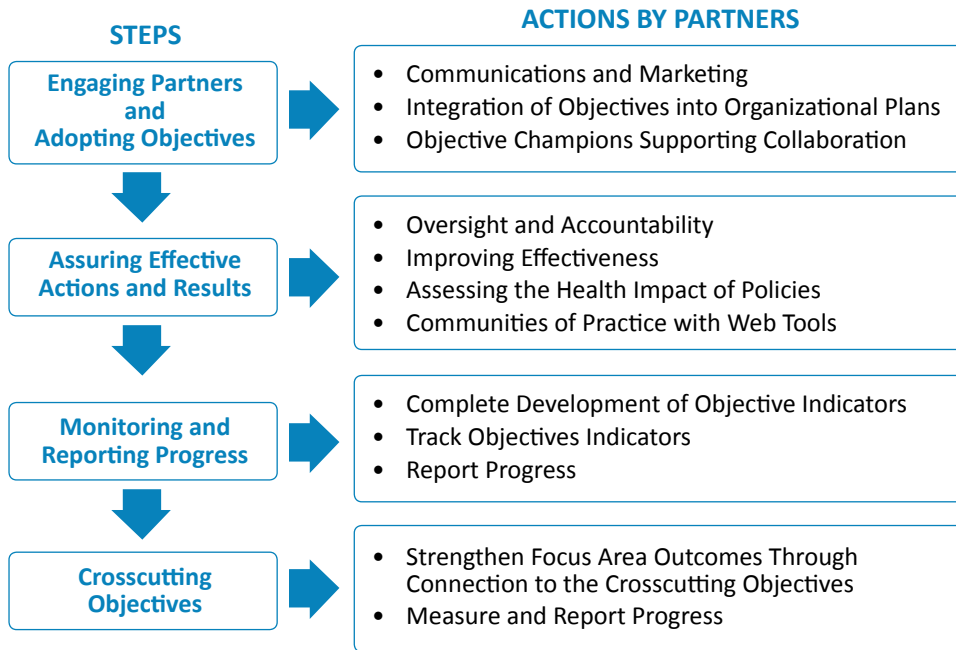 STEPS
ACTIONS BY PARTNERS
Engaging Partners
and
Adopting Objectives
• Communications and Marketing
• Integration of Objectives into Organizational Plans
• Objective Champions Supporting Collaboration
Assuring Effective
Actions and Results
• Oversight and Accountability
• Improving Effectiveness
• Assessing the Health Impact of Policies
• Communities of Practice with Web Tools
Monitoring and
Reporting Progress
• Complete Development of Objective Indicators
• Track Objectives Indicators
• Report Progress
Crosscutting
Objectives
• Strengthen Focus Area Outcomes Through
Connection to the Crosscutting Objectives
• Measure and Report Progress